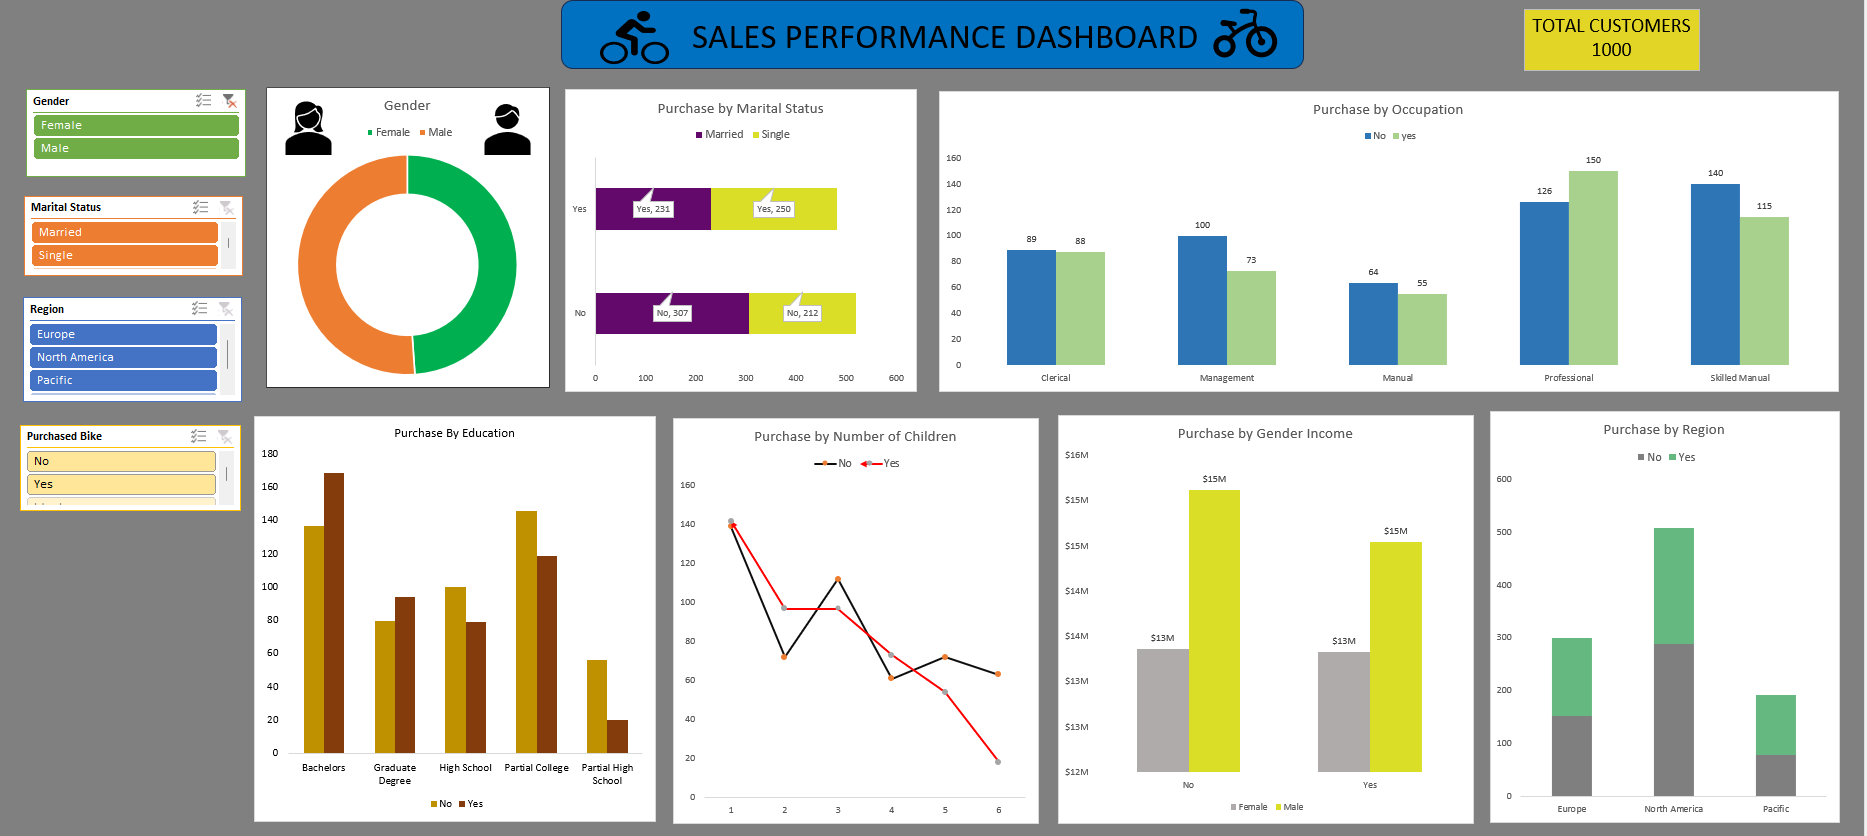 SALES PERFORMANCE DASHBOARD
TOTAL CUSTOMERS
1000
Gender
Female
Male
Marital Status
Married
Single
Region
Europe
North America
Pacific
Purchased Bike
No
Yes
Gender
Female Male
Purchase by Marital Status
Married Single
Yes
Yes, 231
Yes, 250
No
No, 307
No, 212
0 100 200 300 400 500 600
Purchase by Occupation
No yes
160
140
120
100
80
60
40
20
0
89 88
100 73
64 55
126 150
140 115
Clerical Management Manual Professional Skilled Manual
Purchase By Education
180
160
140
120
100
80
60
40
20
0
Bachelors Graduate Degree High School Partial College Partial High School
No Yes
Purchase by Number of Children
No Yes
160
140
120
100
80
60
40
20
0
1 2 3 4 5 6
Purchase by Gender Income
$16M
$15M
$15M
$14M
$14M
$13M
$13M
$12M
$13M $15M
$13M $15M
No Yes
Female Male
Purchase by Region
No Yes
600
500
400
300
200
100
0
Europe North America Pacific